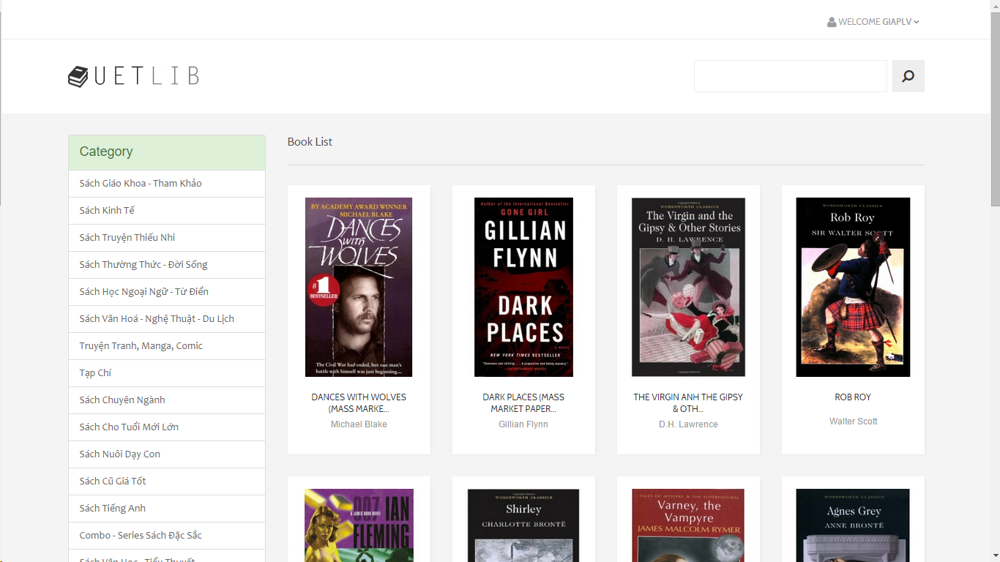 WELCOME GIAPLV
UETLIB
Category
Sách Giáo Khoa - Tham Khảo
Sách Kinh Tế
Sách Truyện Thiếu Nhi
Sách Thường Thức - Đời Sống
Sách Học Ngoại Ngữ - Từ Điển
Sách Văn Hoá - Nghệ Thuật - Du Lịch
Truyện Tranh, Manga, Comic
Tạp Chí
Sách Chuyên Ngành
Sách Cho Tuổi Mới Lớn
Sách Nuôi Dạy Con
Sách Cũ Giá Tốt
Sách Tiếng Anh
Combo - Series Sách Đặc Sắc
Sách Văn Học - Tiểu Thuyết
Book List
BY ACADEMY AWARD WINNER
MICHAEL BLAKE
DANCES
WITH
WOLVES
#1
BESTSELLER
The Civil War had ended, but one man's
battle with himself was just beginning....
DANCES WITH WOLVES
(MASS MARKE...
Michael Blake
Author of the International Bestseller
GONE GIRL
GILLIAN
FLYNN
DARK
PLACES
A NOVEL
NEW YORK TIMES BESTSELLER
"Sensuous and chilling . . . A propulsive and twisty mystery."
—ENTERTAINMENT WEEKLY
DARK PLACES (MASS
MARKET PAPER...
Gillian Flynn
WORDSWORTH CLASSICS
The Virgin and the
Gipsy & Other Stories
D. H. LAWRENCE
THE VIRGIN ANH THE GIPSY
& OTH...
D.H. Lawrence
WORDSWORTH CLASSICS
Rob Roy
SIR WALTER SCOTT
ROB ROY
Walter Scott
007
A JAMES BOND NOVEL
IAN
FLEMING
WORDSWORTH CLASSICS
Shirley
CHARLOTTE BRONTË
TALES OF MYSTERY & THE SUPERNATURAL
Varney, the
Vampyre
JAMES MALCOLM RYMER
WORDSWORTH CLASSICS
Agnes Grey
ANNE BRONTË